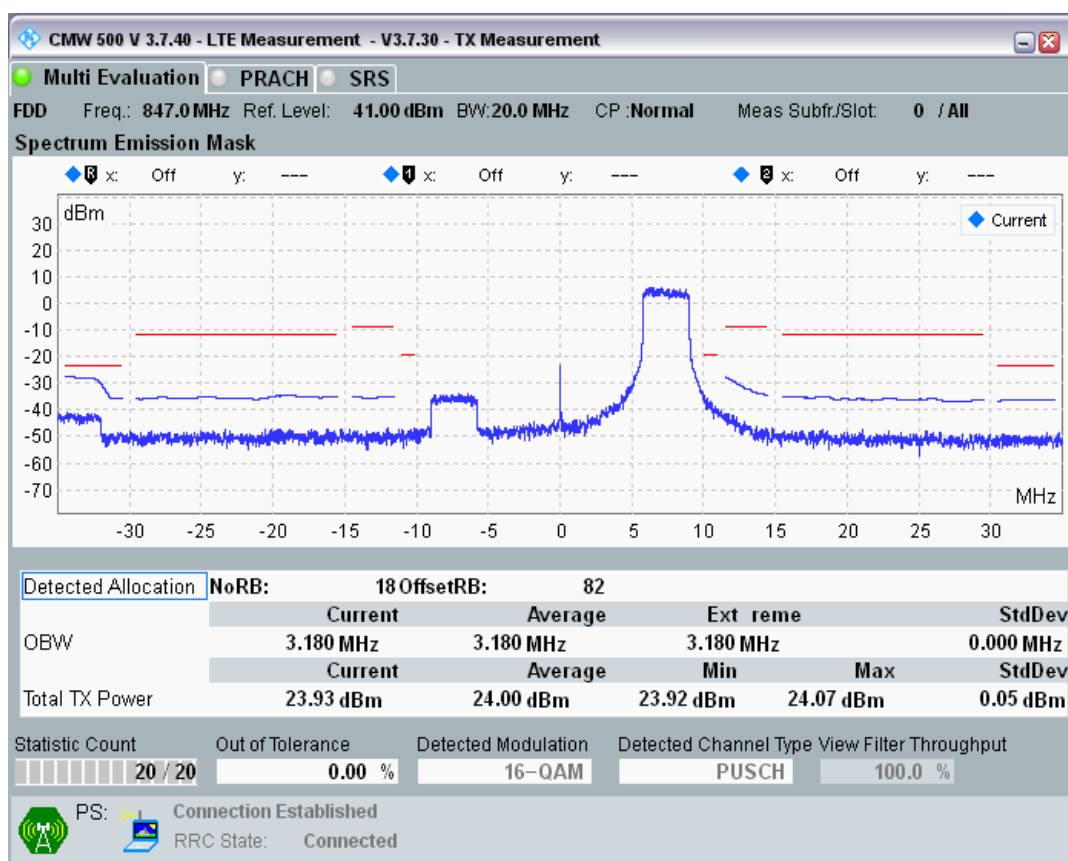 CMW 500 V 3.7.40 - LTE Measurement - V3.7.30 - TX Measurement
Multi Evaluation PRACH SRS
FDD Freq.: 847.0 MHz Ref. Level: 41.00 dBm BW:20.0 MHz CP :Normal Meas Subfr./Slot: 0 / All
Spectrum Emission Mask
R x: Off y: --- 1 x: Off y: --- 2 x: Off y: ---
dBm
Current
30
20
10
0
-10
-20
-30
-40
-50
-60
-70
MHz
-30 -25 -20 -15 -10 -5 0 5 10 15 20 25 30
Detected Allocation NoRB: 18 OffsetRB: 82
Current Average Ext reme StdDev
OBW 3.180 MHz 3.180 MHz 3.180 MHz 0.000 MHz
Current Average Min Max StdDev
Total TX Power 23.93 dBm 24.00 dBm 23.92 dBm 24.07 dBm 0.05 dBm
Statistic Count Out of Tolerance Detected Modulation Detected Channel Type View Filter Throughput
20 / 20 0.00 % 16-QAM PUSCH 100.0 %
PS: Connection Established
RRC State: Connected